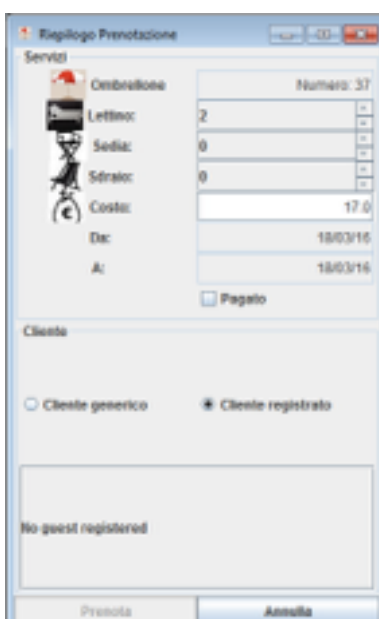 Riepilogo Prenotazione
Servizi
Ombrellone Numero: 37
Lettino: 2
Sedia: 0
Sdraio: 0
Costo: 17.0
Da: 18/03/16
A: 18/03/16
Pagato
Cliente
Cliente generico Cliente registrato
No guest registered
Prenota Annulla